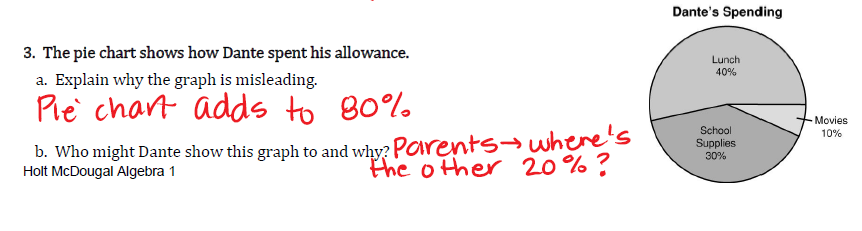 Dante's Spending
3. The pie chart shows how Dante spent his allowance.
a. Explain why the graph is misleading.
Pie chart adds to 80%
b. Who might Dante show this graph to and why? Parents→ where's
the other 20%?
Holt McDougal Algebra 1
Lunch
40%
Movies
10%
School
Supplies
30%